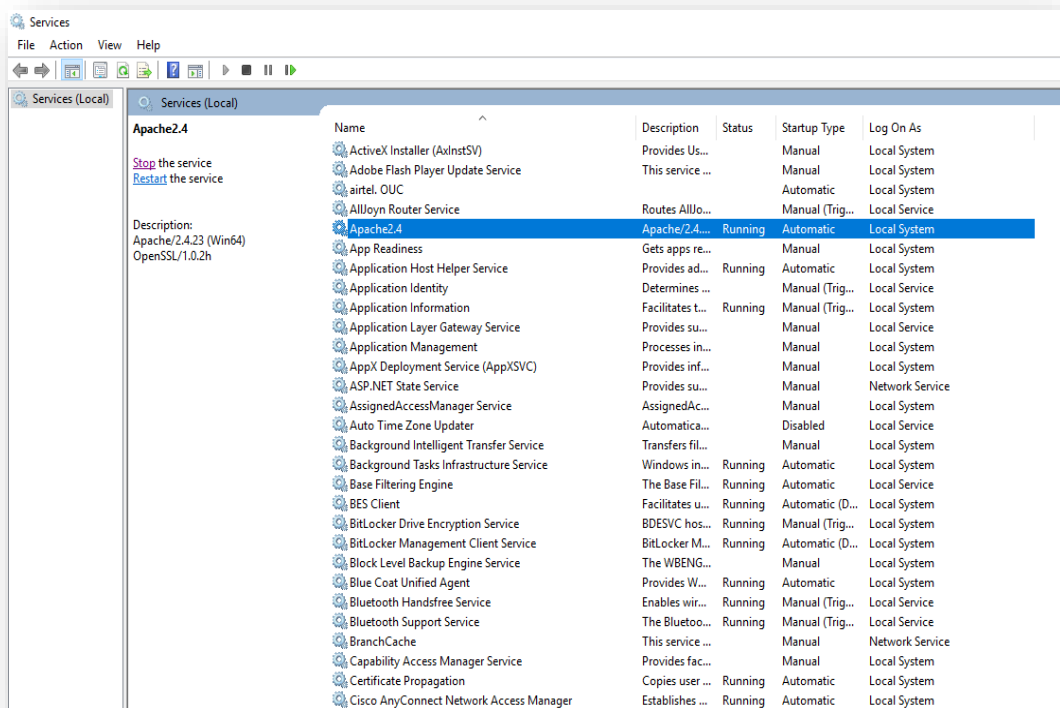 Services
File Action View Help
Services (Local)
Services (Local)
Apache2.4
Stop the service
Restart the service
Description:
Apache/2.4.23 (Win64)
OpenSSL/1.0.2h
Name Description Status Startup Type Log On As
ActiveX Installer (AxInstSV) Provides Us... Manual Local System
Adobe Flash Player Update Service This service ... Manual Local System
airtel. OUC Automatic Local System
AllJoyn Router Service Routes AllJo... Manual (Trig... Local Service
Apache2.4 Apache/2.4.... Running Automatic Local System
App Readiness Gets apps re... Manual Local System
Application Host Helper Service Provides ad... Running Automatic Local System
Application Identity Determines ... Manual (Trig... Local Service
Application Information Facilitates t... Running Manual (Trig... Local System
Application Layer Gateway Service Provides su... Manual Local Service
Application Management Processes in... Manual Local System
AppX Deployment Service (AppXSVC) Provides inf... Manual Local System
ASP.NET State Service Provides su... Manual Network Service
AssignedAccessManager Service AssignedAc... Manual Local System
Auto Time Zone Updater Automatica... Disabled Local Service
Background Intelligent Transfer Service Transfers fil... Manual Local System
Background Tasks Infrastructure Service Windows in... Running Automatic Local System
Base Filtering Engine The Base Fil... Running Automatic Local Service
BES Client Facilitates u... Running Automatic (D... Local System
BitLocker Drive Encryption Service BDESVC hos... Running Manual (Trig... Local System
BitLocker Management Client Service BitLocker M... Running Automatic (D... Local System
Block Level Backup Engine Service The WBENG... Manual Local System
Blue Coat Unified Agent Provides W... Running Automatic Local System
Bluetooth Handsfree Service Enables wir... Running Manual (Trig... Local Service
Bluetooth Support Service The Bluetoo... Running Manual (Trig... Local Service
BranchCache This service ... Manual Network Service
Capability Access Manager Service Provides fac... Manual Local System
Certificate Propagation Copies user ... Running Automatic Local System
Cisco AnyConnect Network Access Manager Establishes ... Running Automatic Local System